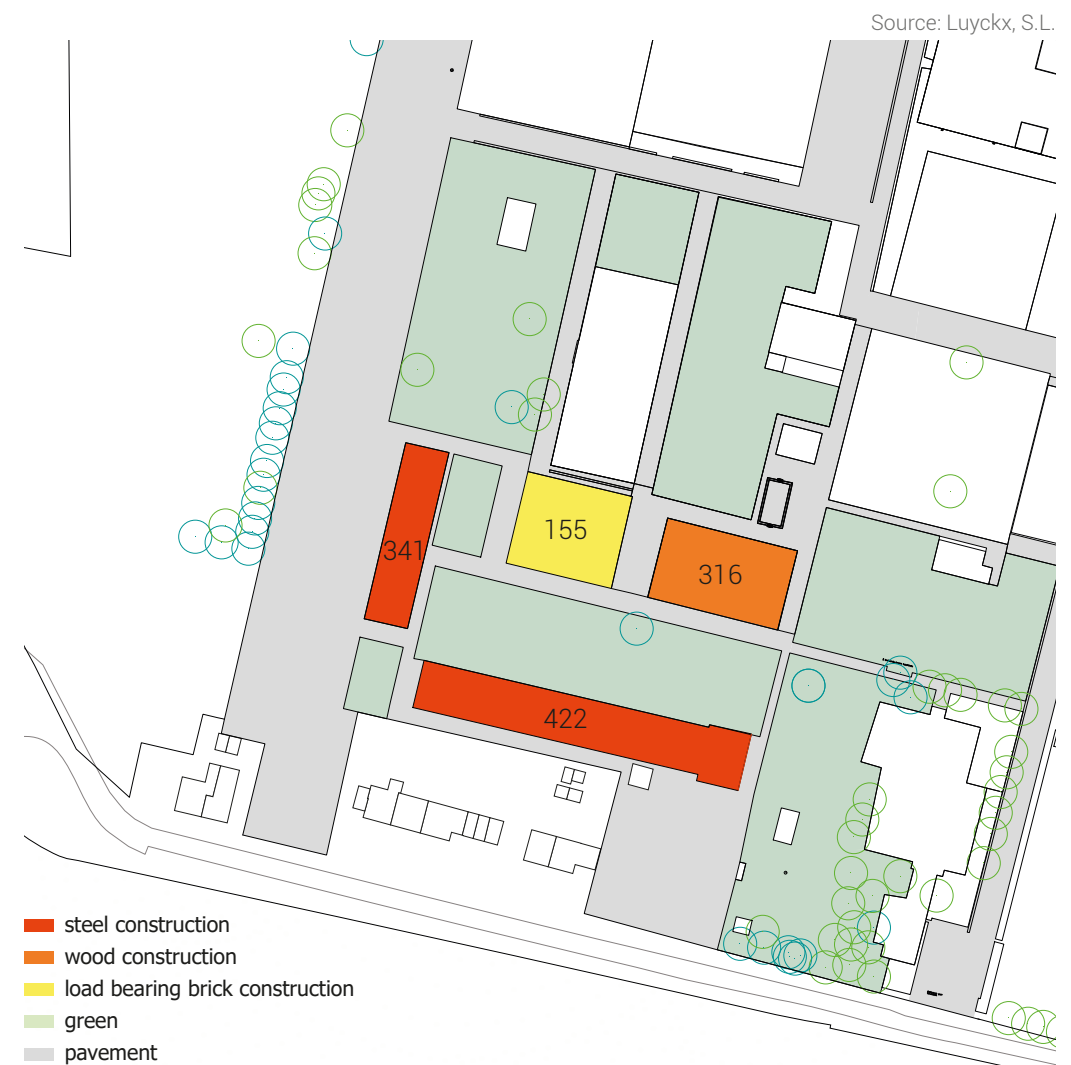 Source: Luyckx, S.L.
155
341
316
422
steel construction
wood construction
load bearing brick construction
green
pavement